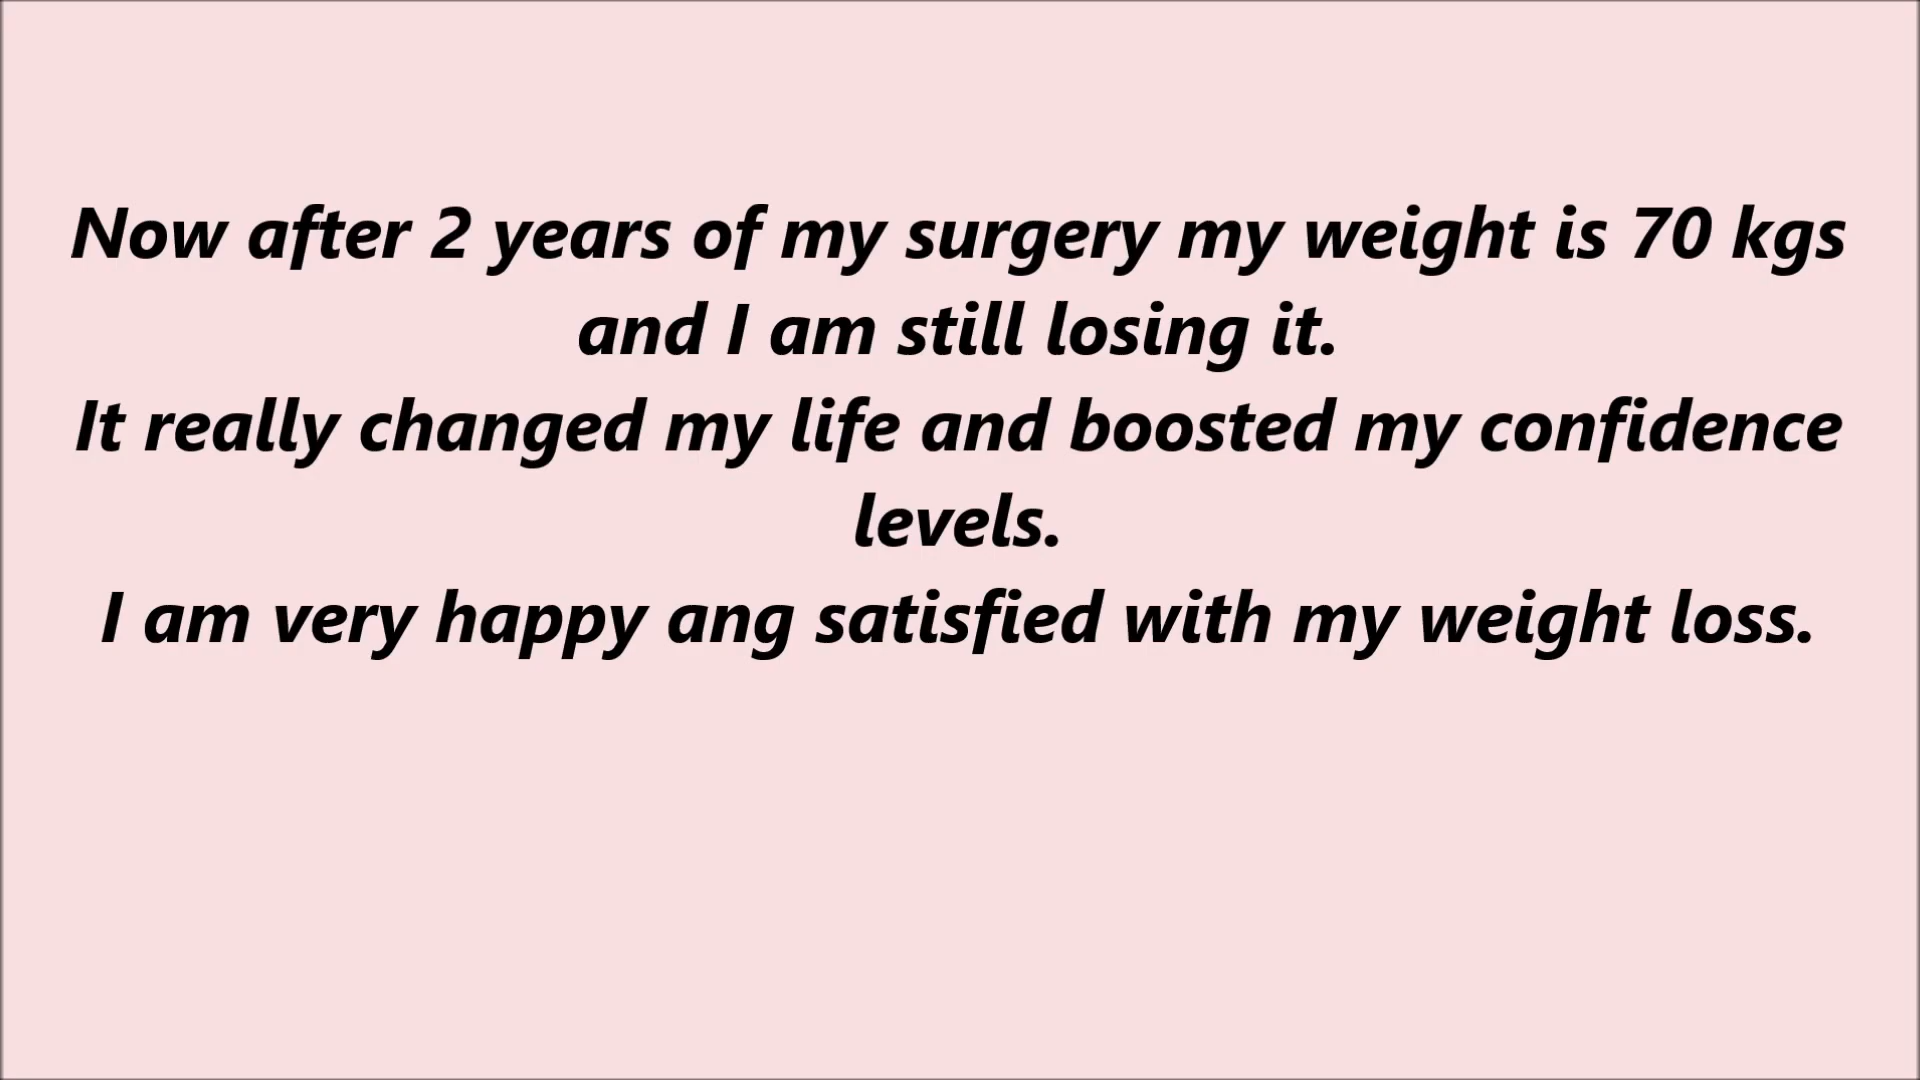 Now after 2 years of my surgery my weight is 70 kgs
and I am still losing it.
It really changed my life and boosted my confidence
levels.
I am very happy ang satisfied with my weight loss.